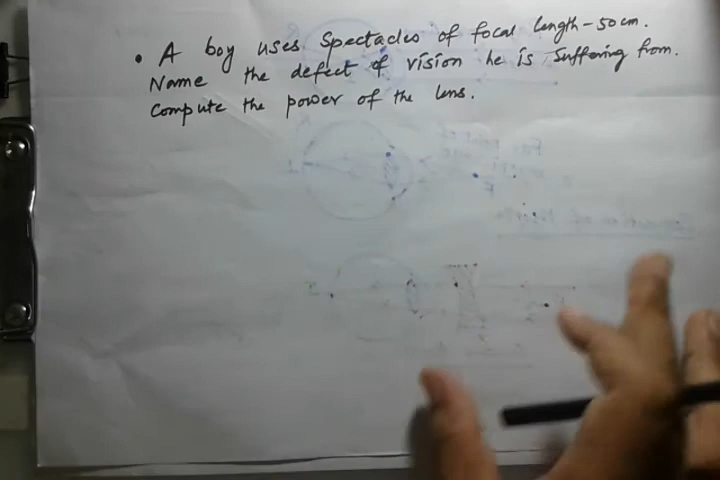 • A boy uses Spectacles of focal length - 50 cm.
Name the defect of vision he is suffering from.
Compute the power of the lens.